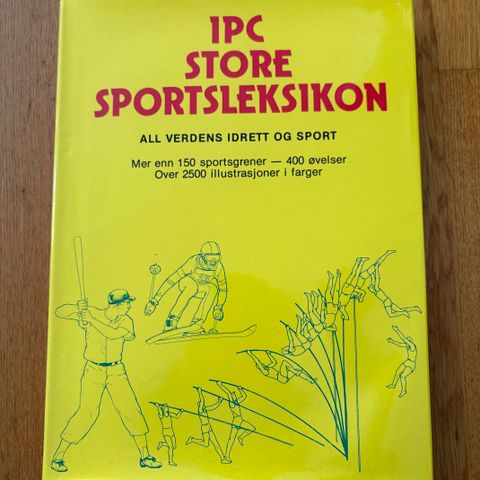 IPC
STORE
SPORTSLEKSIKON
ALL VERDENS IDRETT OG SPORT
Mer enn 150 sportsgrener — 400 øvelser
Over 2500 illustrasjoner i farger